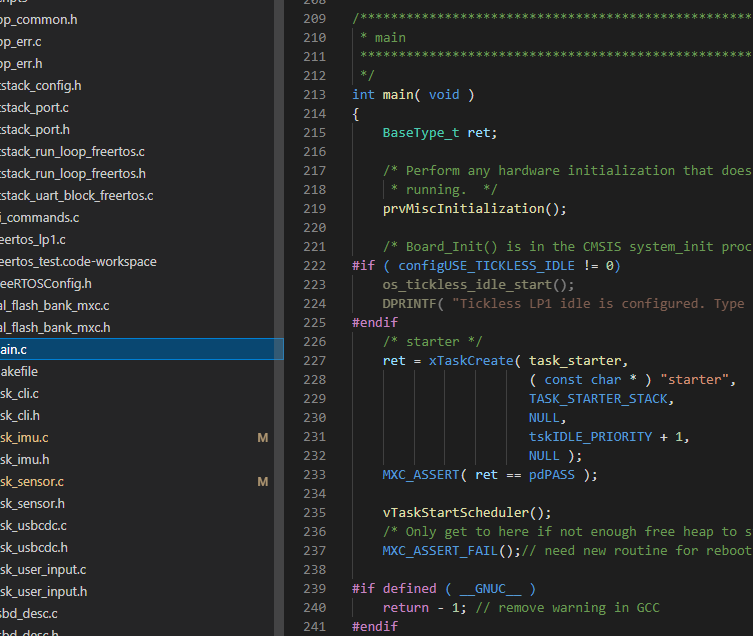 scripts
pp_common.h
pp_err.c
pp_err.h
tstack_config.h
tstack_port.c
tstack_port.h
tstack_run_loop_freertos.c
tstack_run_loop_freertos.h
tstack_uart_block_freertos.c
i_commands.c
eertos_lp1.c
eertos_test.code-workspace
eeRTOSConfig.h
al_flash_bank_mxc.c
al_flash_bank_mxc.h
ain.c
akefile
sk_cli.c
sk_cli.h
sk_imu.c M
sk_imu.h
sk_sensor.c M
sk_sensor.h
sk_usbcdc.c
sk_usbcdc.h
sk_user_input.c
sk_user_input.h
sbd_desc.c
sbd_desc.h
208
209 /****************************************************
210 * main
211 ****************************************************
212 */
213 int main( void )
214 {
215 BaseType_t ret;
216
217 /* Perform any hardware initialization that does
218 * running.  */
219 prvMiscInitialization();
220
221 /* Board_Init() is in the CMSIS system_init proc
222 #if ( configUSE_TICKLESS_IDLE != 0)
223 os_tickless_idle_start();
224 DPRINTF( "Tickless LP1 idle is configured. Type
225 #endif
226 /* starter */
227 ret = xTaskCreate( task_starter,
228 ( const char * ) "starter",
229 TASK_STARTER_STACK,
230 NULL,
231 tskIDLE_PRIORITY + 1,
232 NULL );
233 MXC_ASSERT( ret == pdPASS );
234
235 vTaskStartScheduler();
236 /* Only get to here if not enough free heap to s
237 MXC_ASSERT_FAIL();// need new routine for reboot
238
239 #if defined ( __GNUC__ )
240 return - 1; // remove warning in GCC
241 #endif